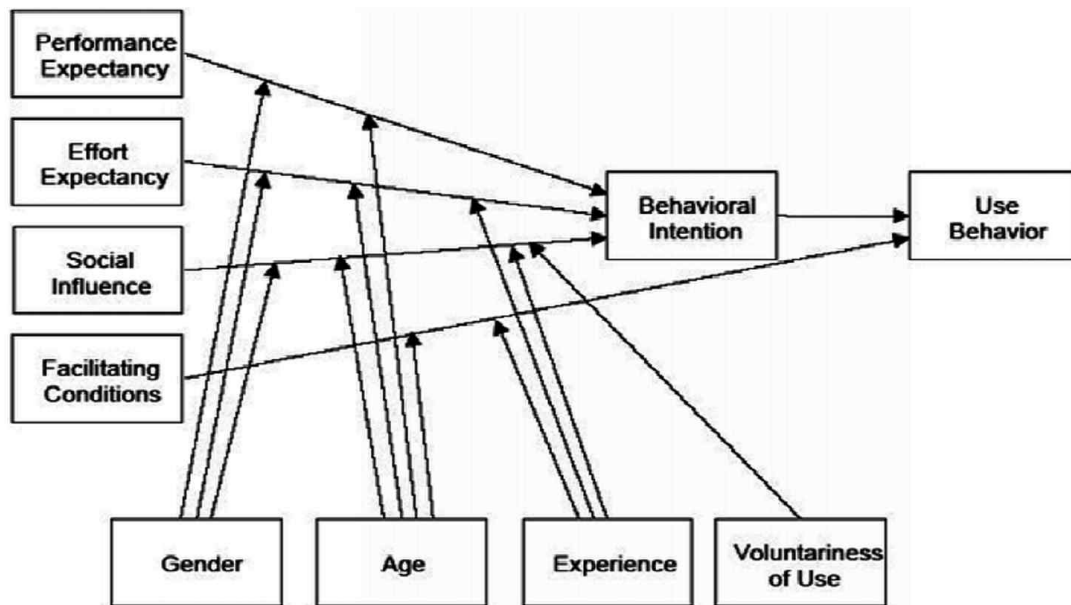 Performance
Expectancy
Effort
Expectancy
Social
Influence
Facilitating
Conditions
Behavioral
Intention
Use
Behavior
Gender
Age
Experience
Voluntariness
of Use